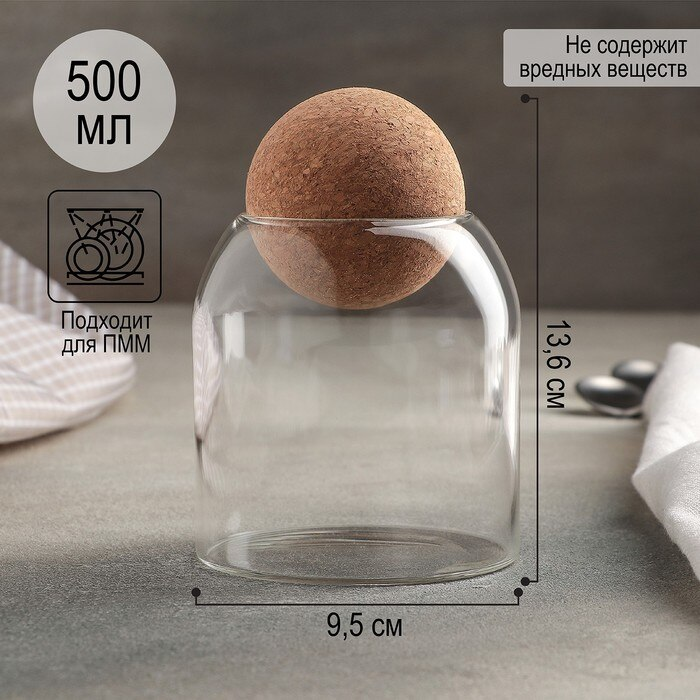 500
мл
Не содержит
вредных веществ
Подходит
для ПММ
13,6 см
9,5 см